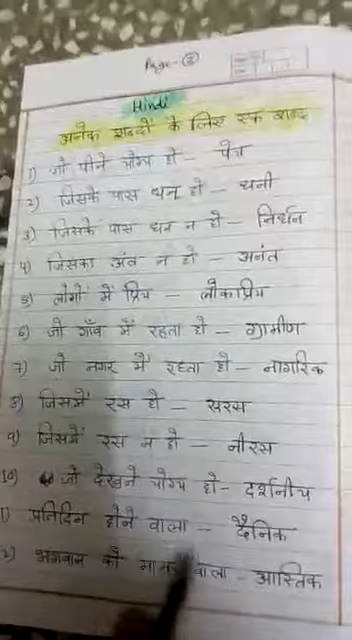 Page - ②
Hindi
अनेक शब्दों के लिए एक शब्द
1) जो पीने योग्य हो - पेय
2) जिसके पास धन हो - धनी
3) जिसके पास धन न हो - निर्धन
4) जिसका अंत न हो - अनंत
5) लोगों में प्रिय - लोकप्रिय
6) जो गाँव में रहता हो - ग्रामीण
7) जो नगर में रहता हो - नागरिक
8) जिसमें रस हो - सरस
9) जिसमें रस न हो - नीरस
10) जो देखने योग्य हो - दर्शनीय
1) प्रतिदिन होने वाला - दैनिक
2) भगवान को वाला - आस्तिक